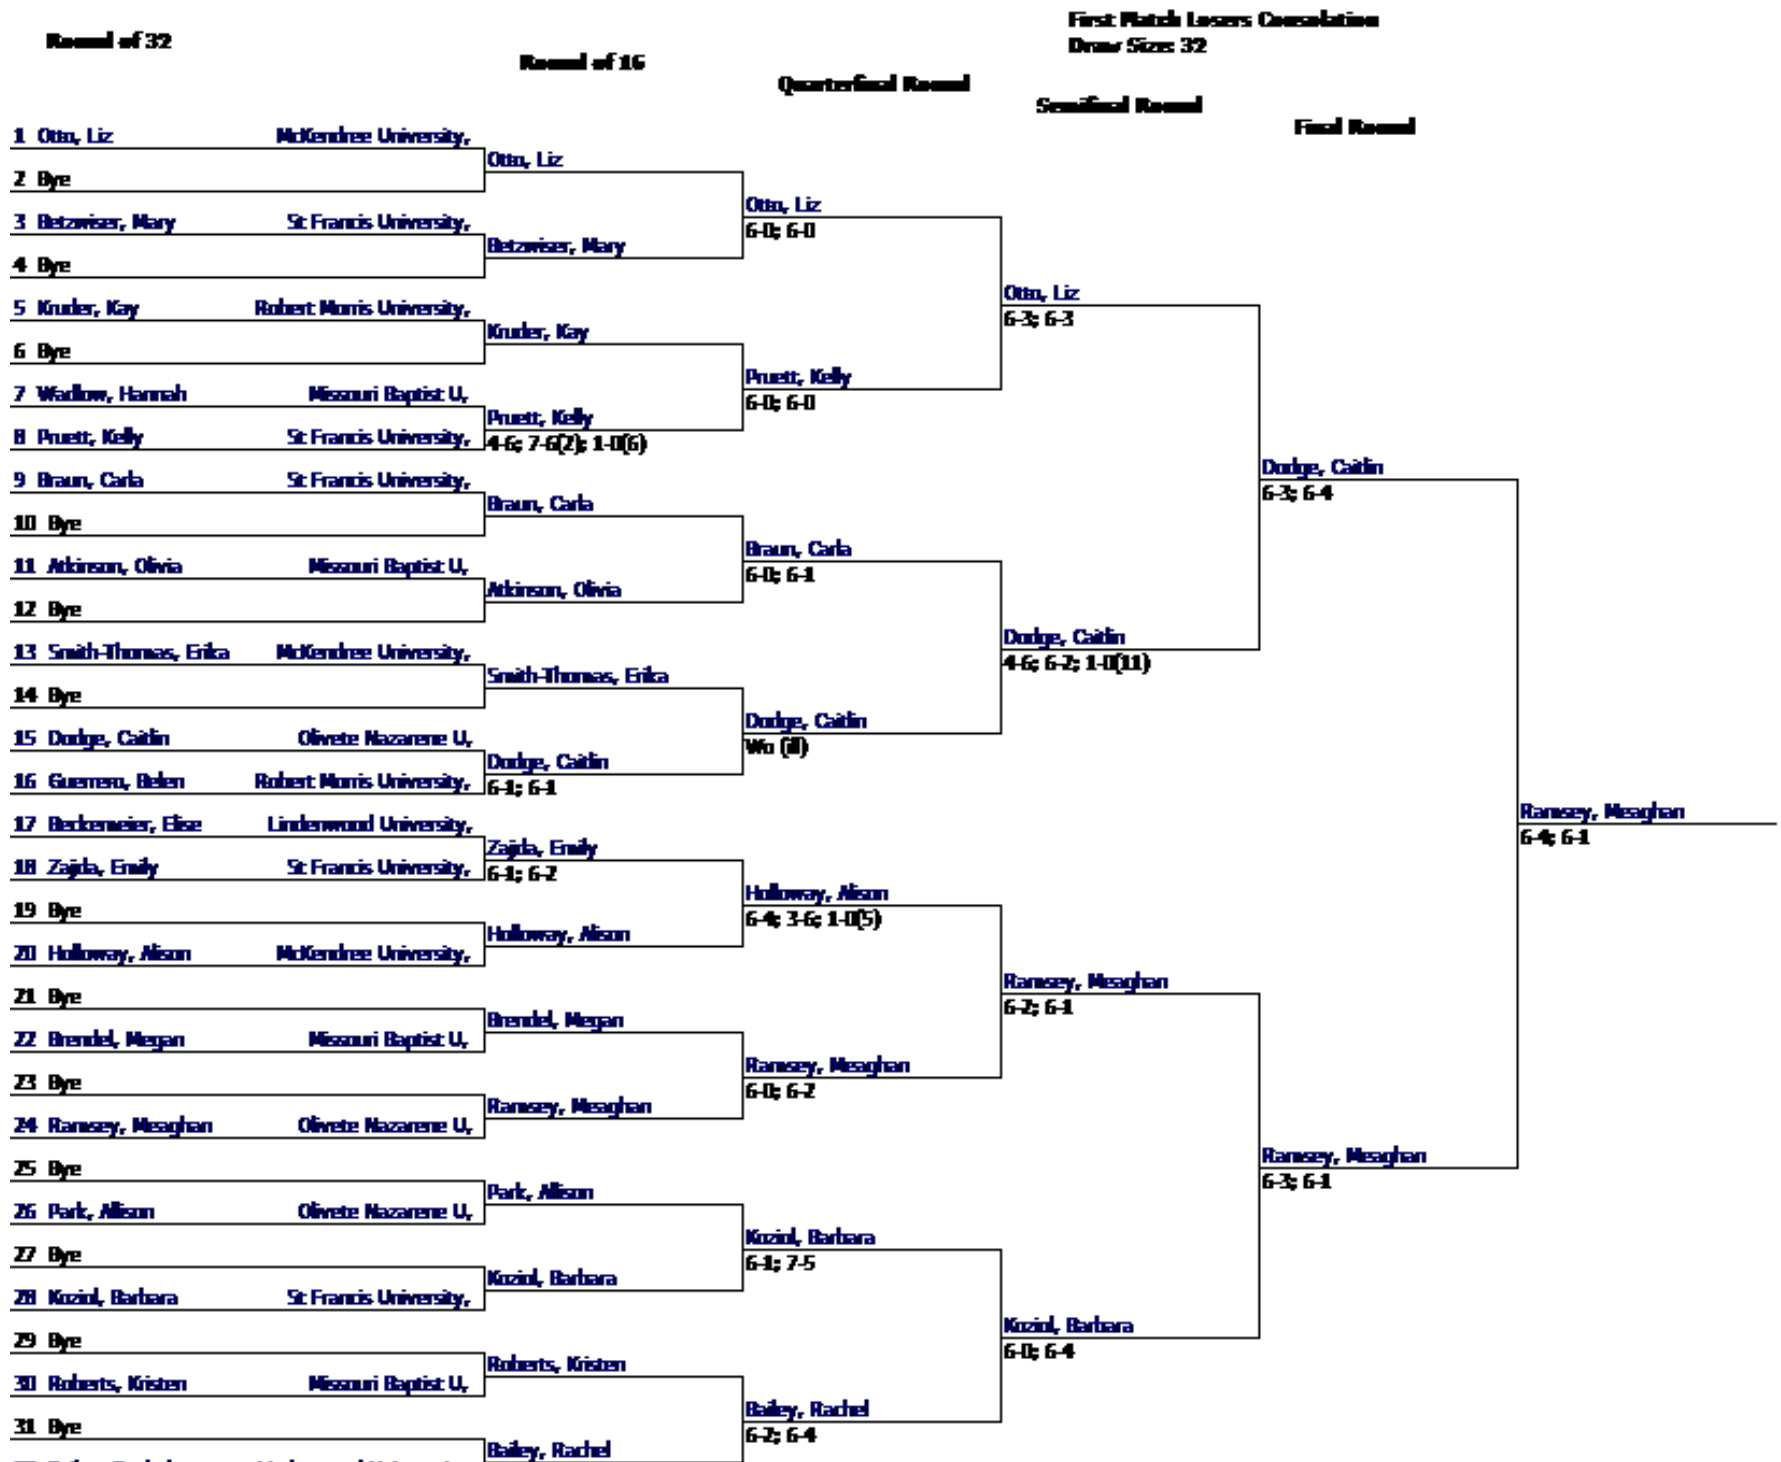 First Match Losers Consolation
Draw Size: 32
Round of 32
Round of 16
Quarterfinal Round
Semifinal Round
Final Round
1 Otto, Liz McKendree University,
2 Bye
3 Betzwiser, Mary St Francis University,
4 Bye
5 Kruder, Kay Robert Morris University,
6 Bye
7 Wadlow, Hannah Missouri Baptist U,
8 Pruett, Kelly St Francis University,
9 Braun, Carla St Francis University,
10 Bye
11 Atkinson, Olivia Missouri Baptist U,
12 Bye
13 Smith-Thomas, Erika McKendree University,
14 Bye
15 Dodge, Caitlin Olivete Nazarene U,
16 Guerrero, Belen Robert Morris University,
17 Beckemeier, Elise Lindenwood University,
18 Zajda, Emily St Francis University,
19 Bye
20 Holloway, Alison McKendree University,
21 Bye
22 Brendel, Megan Missouri Baptist U,
23 Bye
24 Ramsey, Meaghan Olivete Nazarene U,
25 Bye
26 Park, Allison Olivete Nazarene U,
27 Bye
28 Koziol, Barbara St Francis University,
29 Bye
30 Roberts, Kristen Missouri Baptist U,
31 Bye
Otto, Liz
Betzwiser, Mary
Kruder, Kay
Pruett, Kelly
4-6; 7-6(2); 1-0(6)
Braun, Carla
Atkinson, Olivia
Smith-Thomas, Erika
Dodge, Caitlin
6-1; 6-1
Zajda, Emily
6-1; 6-2
Holloway, Alison
Brendel, Megan
Ramsey, Meaghan
Park, Allison
Koziol, Barbara
Roberts, Kristen
Bailey, Rachel
Otto, Liz
6-0; 6-0
Pruett, Kelly
6-0; 6-0
Braun, Carla
6-0; 6-1
Dodge, Caitlin
Wo (ill)
Holloway, Alison
6-4; 3-6; 1-0(5)
Ramsey, Meaghan
6-0; 6-2
Koziol, Barbara
6-1; 7-5
Bailey, Rachel
6-2; 6-4
Otto, Liz
6-3; 6-3
Dodge, Caitlin
4-6; 6-2; 1-0(11)
Ramsey, Meaghan
6-2; 6-1
Koziol, Barbara
6-0; 6-4
Dodge, Caitlin
6-3; 6-4
Ramsey, Meaghan
6-3; 6-1
Ramsey, Meaghan
6-4; 6-1